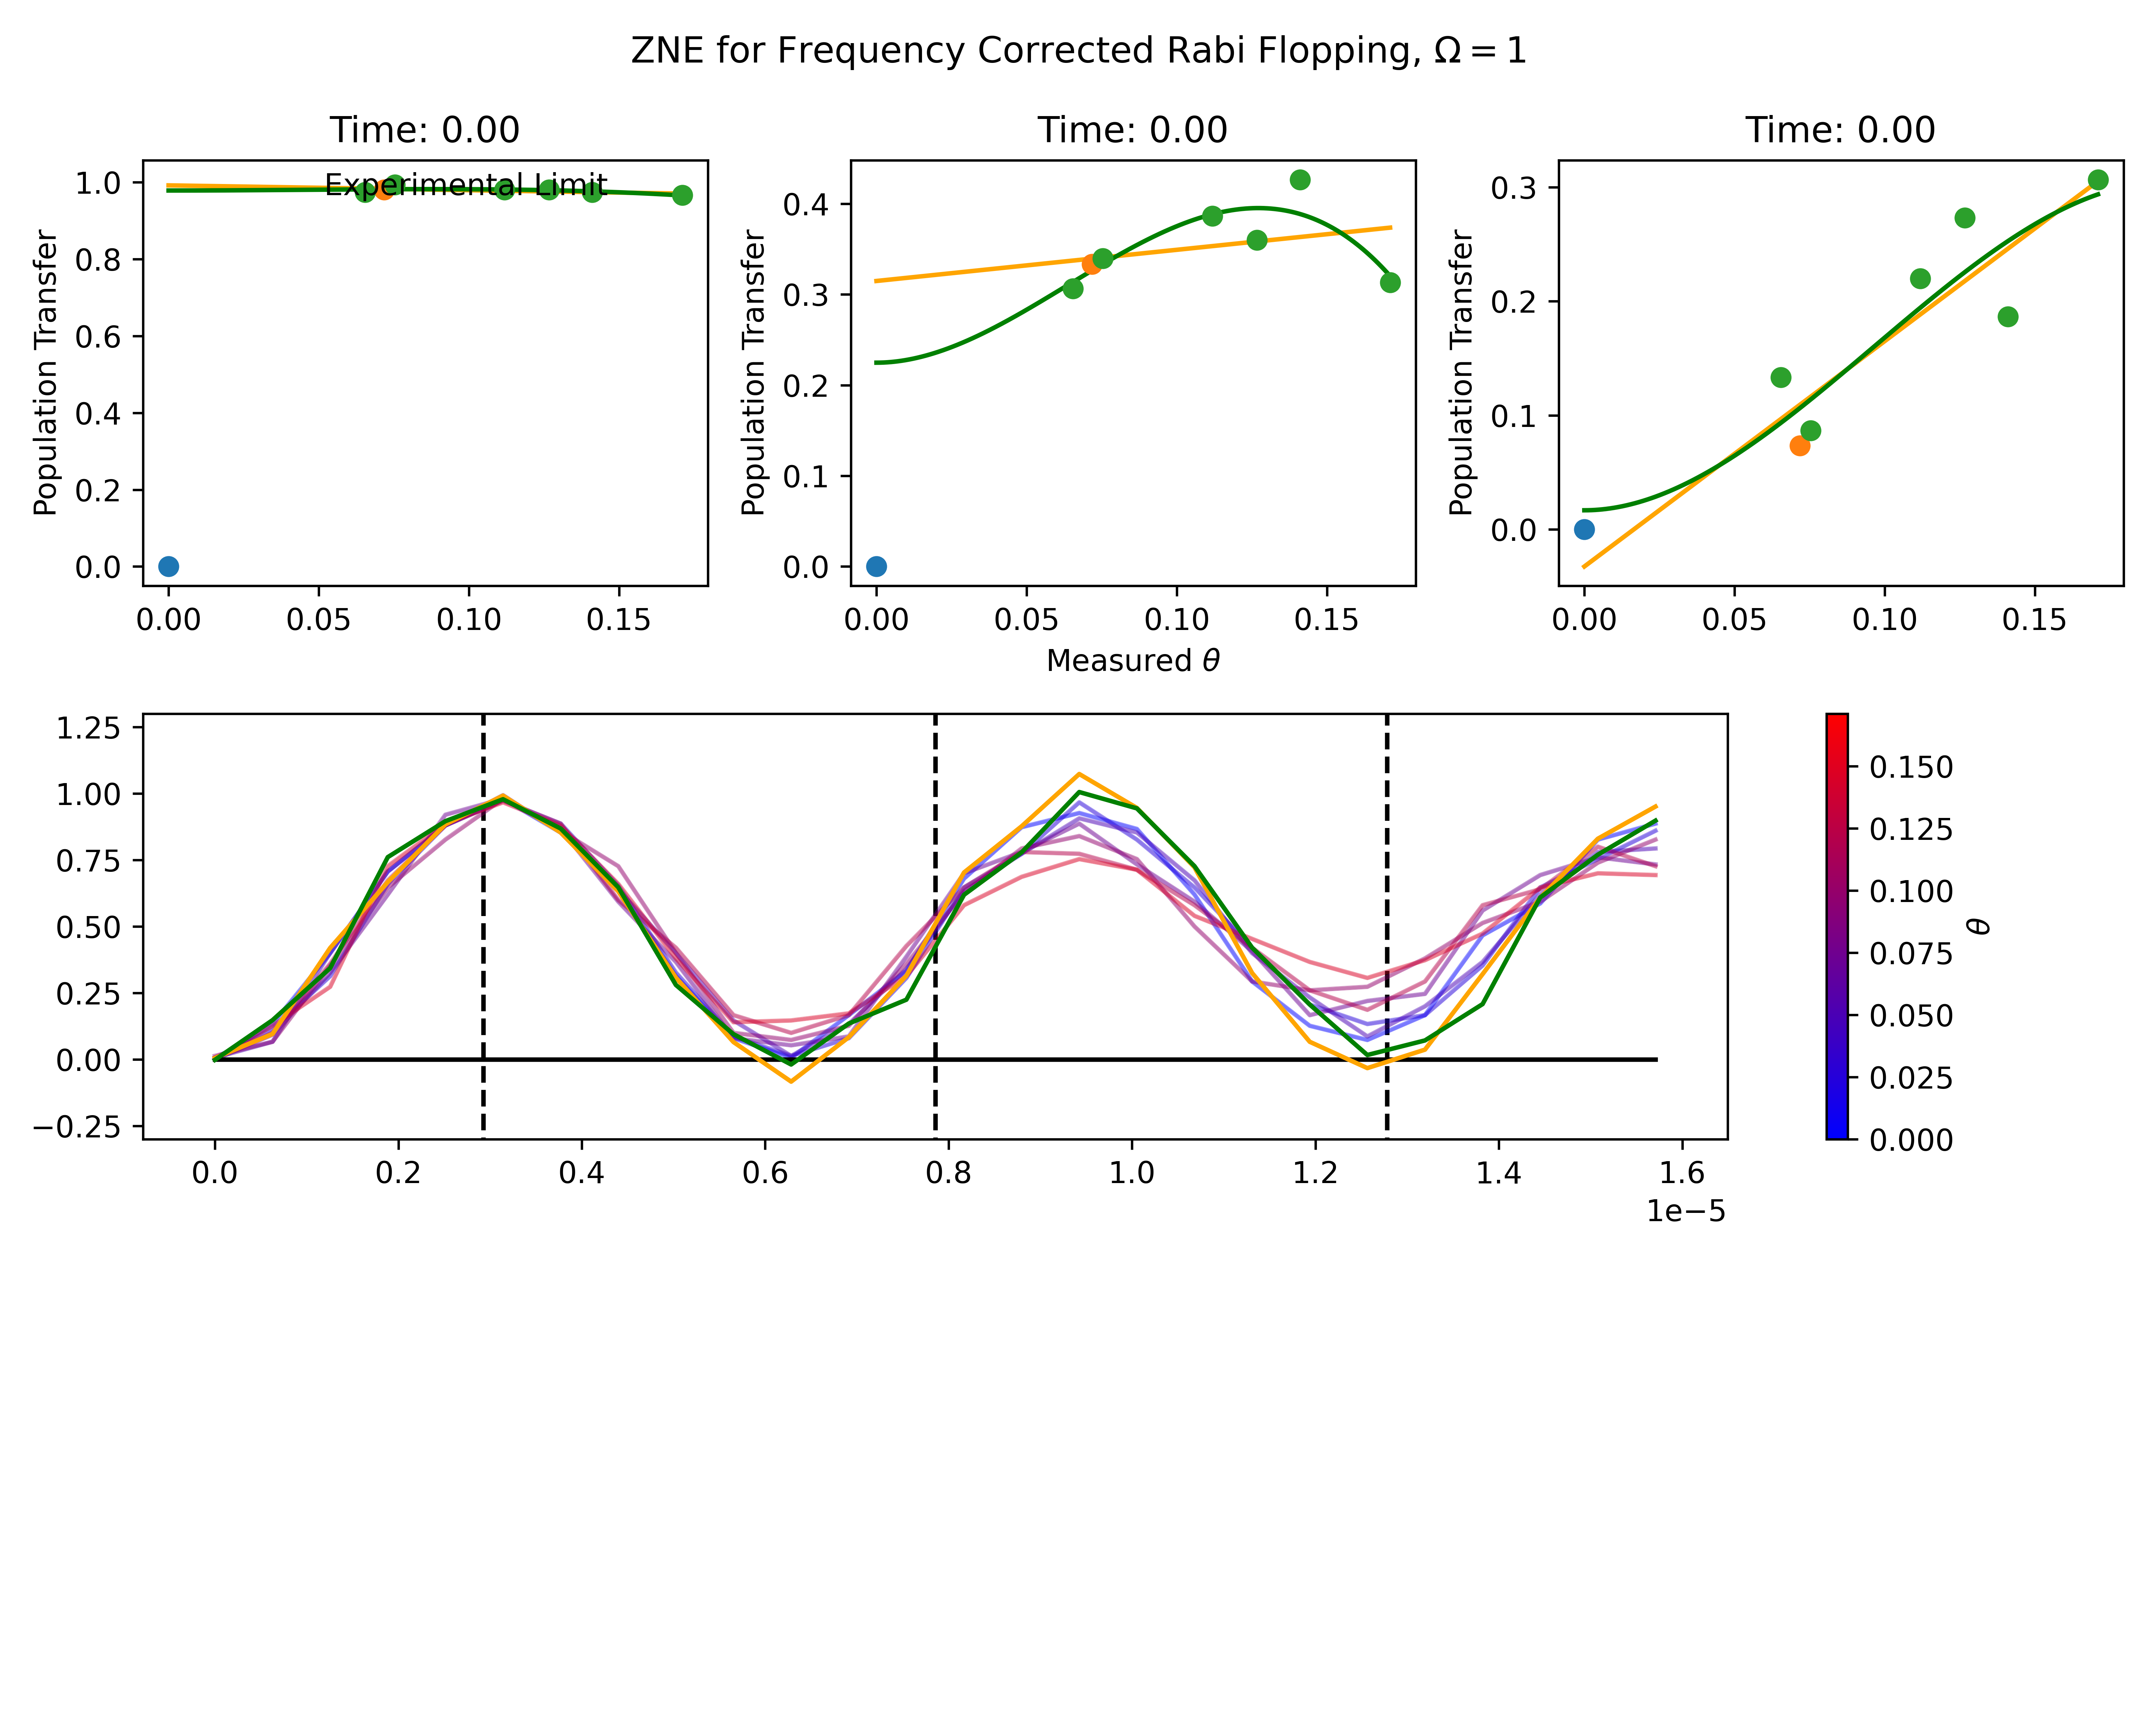 ZNE for Frequency Corrected Rabi Flopping, Ω = 1
Time: 0.00
Time: 0.00
Time: 0.00
Experimental Limit
Population Transfer
1.0
0.8
0.6
0.4
0.2
0.0
0.00 0.05 0.10 0.15
Population Transfer
0.4
0.3
0.2
0.1
0.0
0.00 0.05 0.10 0.15
Measured θ
Population Transfer
0.3
0.2
0.1
0.0
0.00 0.05 0.10 0.15
1.25
1.00
0.75
0.50
0.25
0.00
−0.25
0.0 0.2 0.4 0.6 0.8 1.0 1.2 1.4 1.6
1e−5
0.150
0.125
0.100
0.075
0.050
0.025
0.000
θ